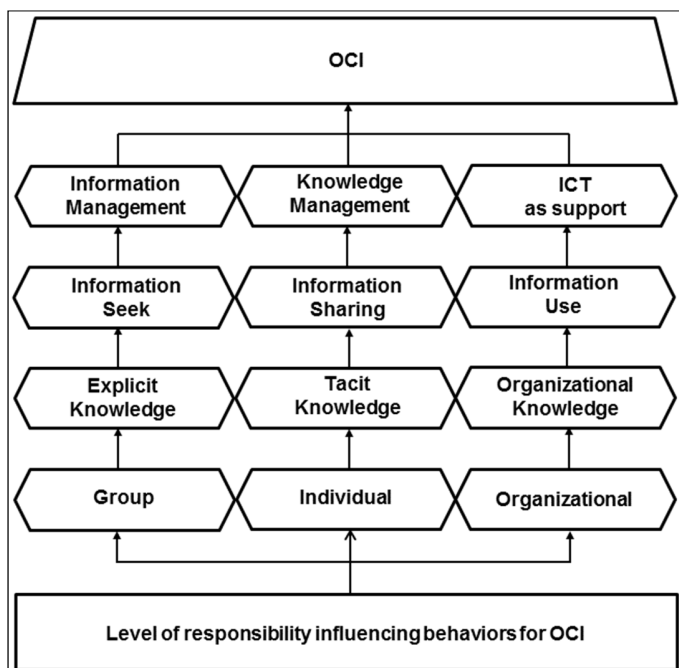 OCI
Information
Management
Knowledge
Management
ICT
as support
Information
Seek
Information
Sharing
Information
Use
Explicit
Knowledge
Tacit
Knowledge
Organizational
Knowledge
Group
Individual
Organizational
Level of responsibility influencing behaviors for OCI